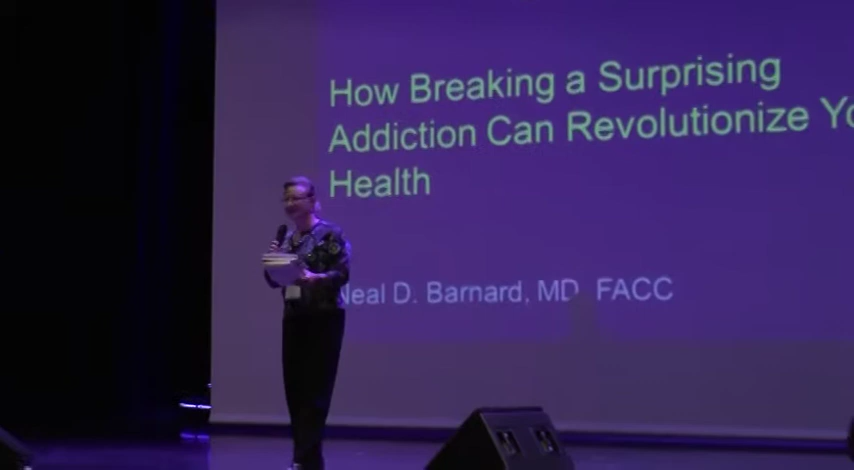 How Breaking a Surprising
Addiction Can Revolutionize Yo
Health
Neal D. Barnard, MD, FACC